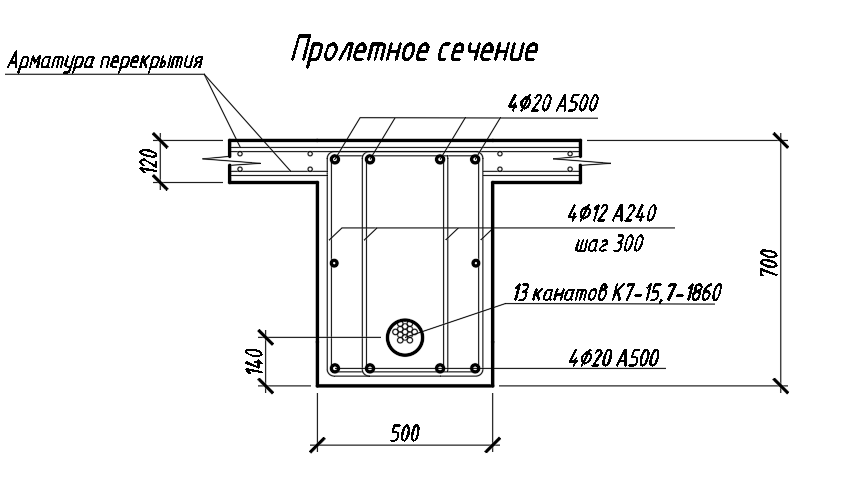 Пролетное сечение
Арматура перекрытия
4Ф20 А500
120
4Ф12 А240
шаг 300
700
13 канатов К7-15,7-1860
140
4Ф20 А500
500